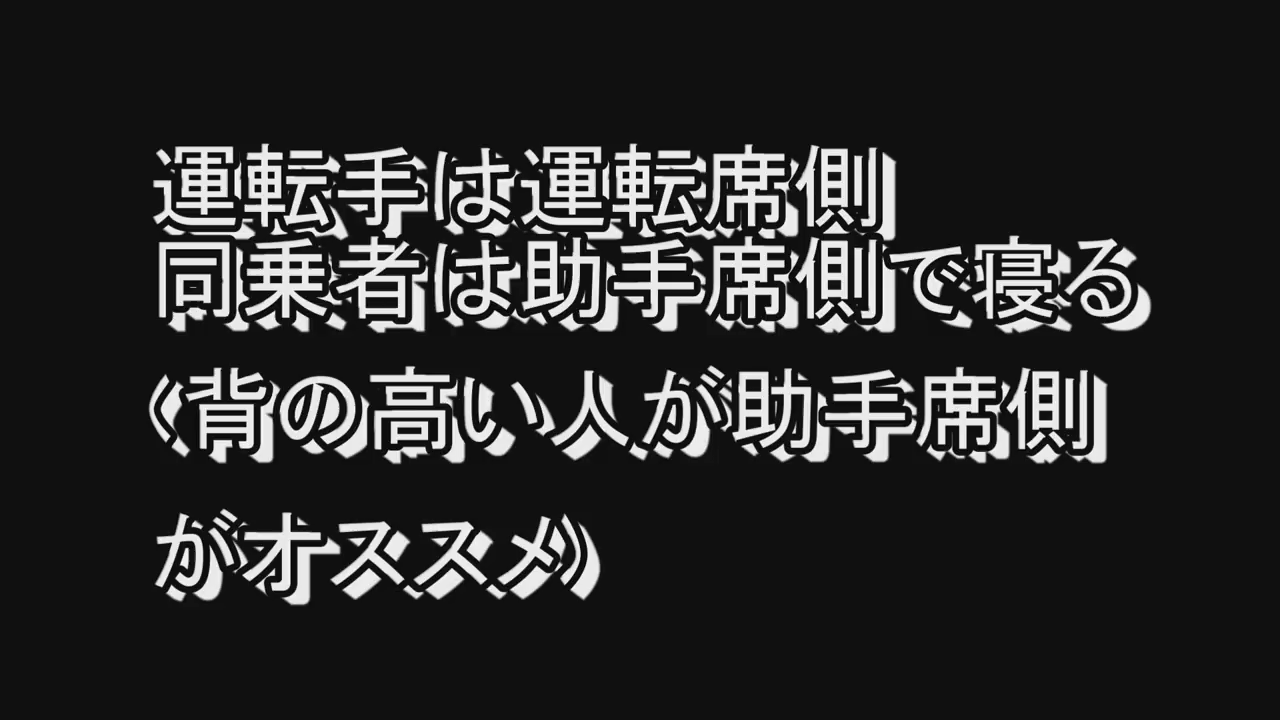 運転手は運転席側
同乗者は助手席側で寝る
(背の高い人が助手席側
がオススメ)